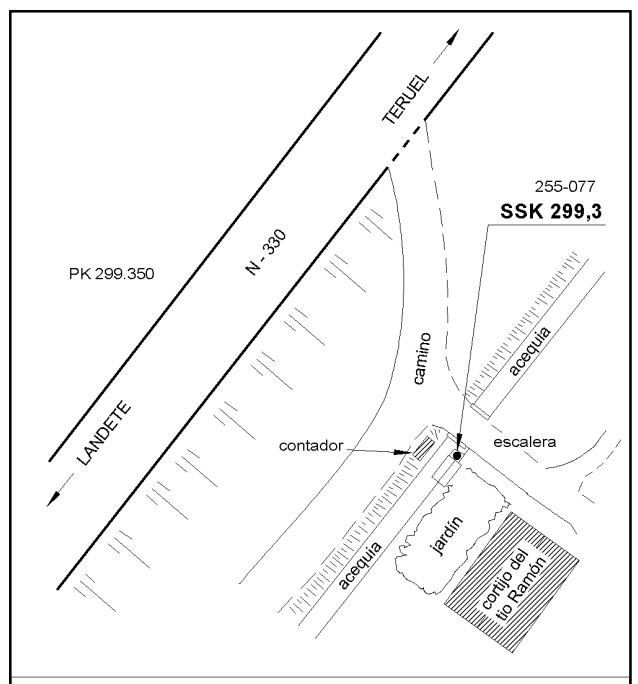 TERUEL
255-077
SSK 299,3
N - 330
PK 299.350
acequia
camino
LANDETE
contador
escalera
jardín
acequia
cortijo del
tio Ramón